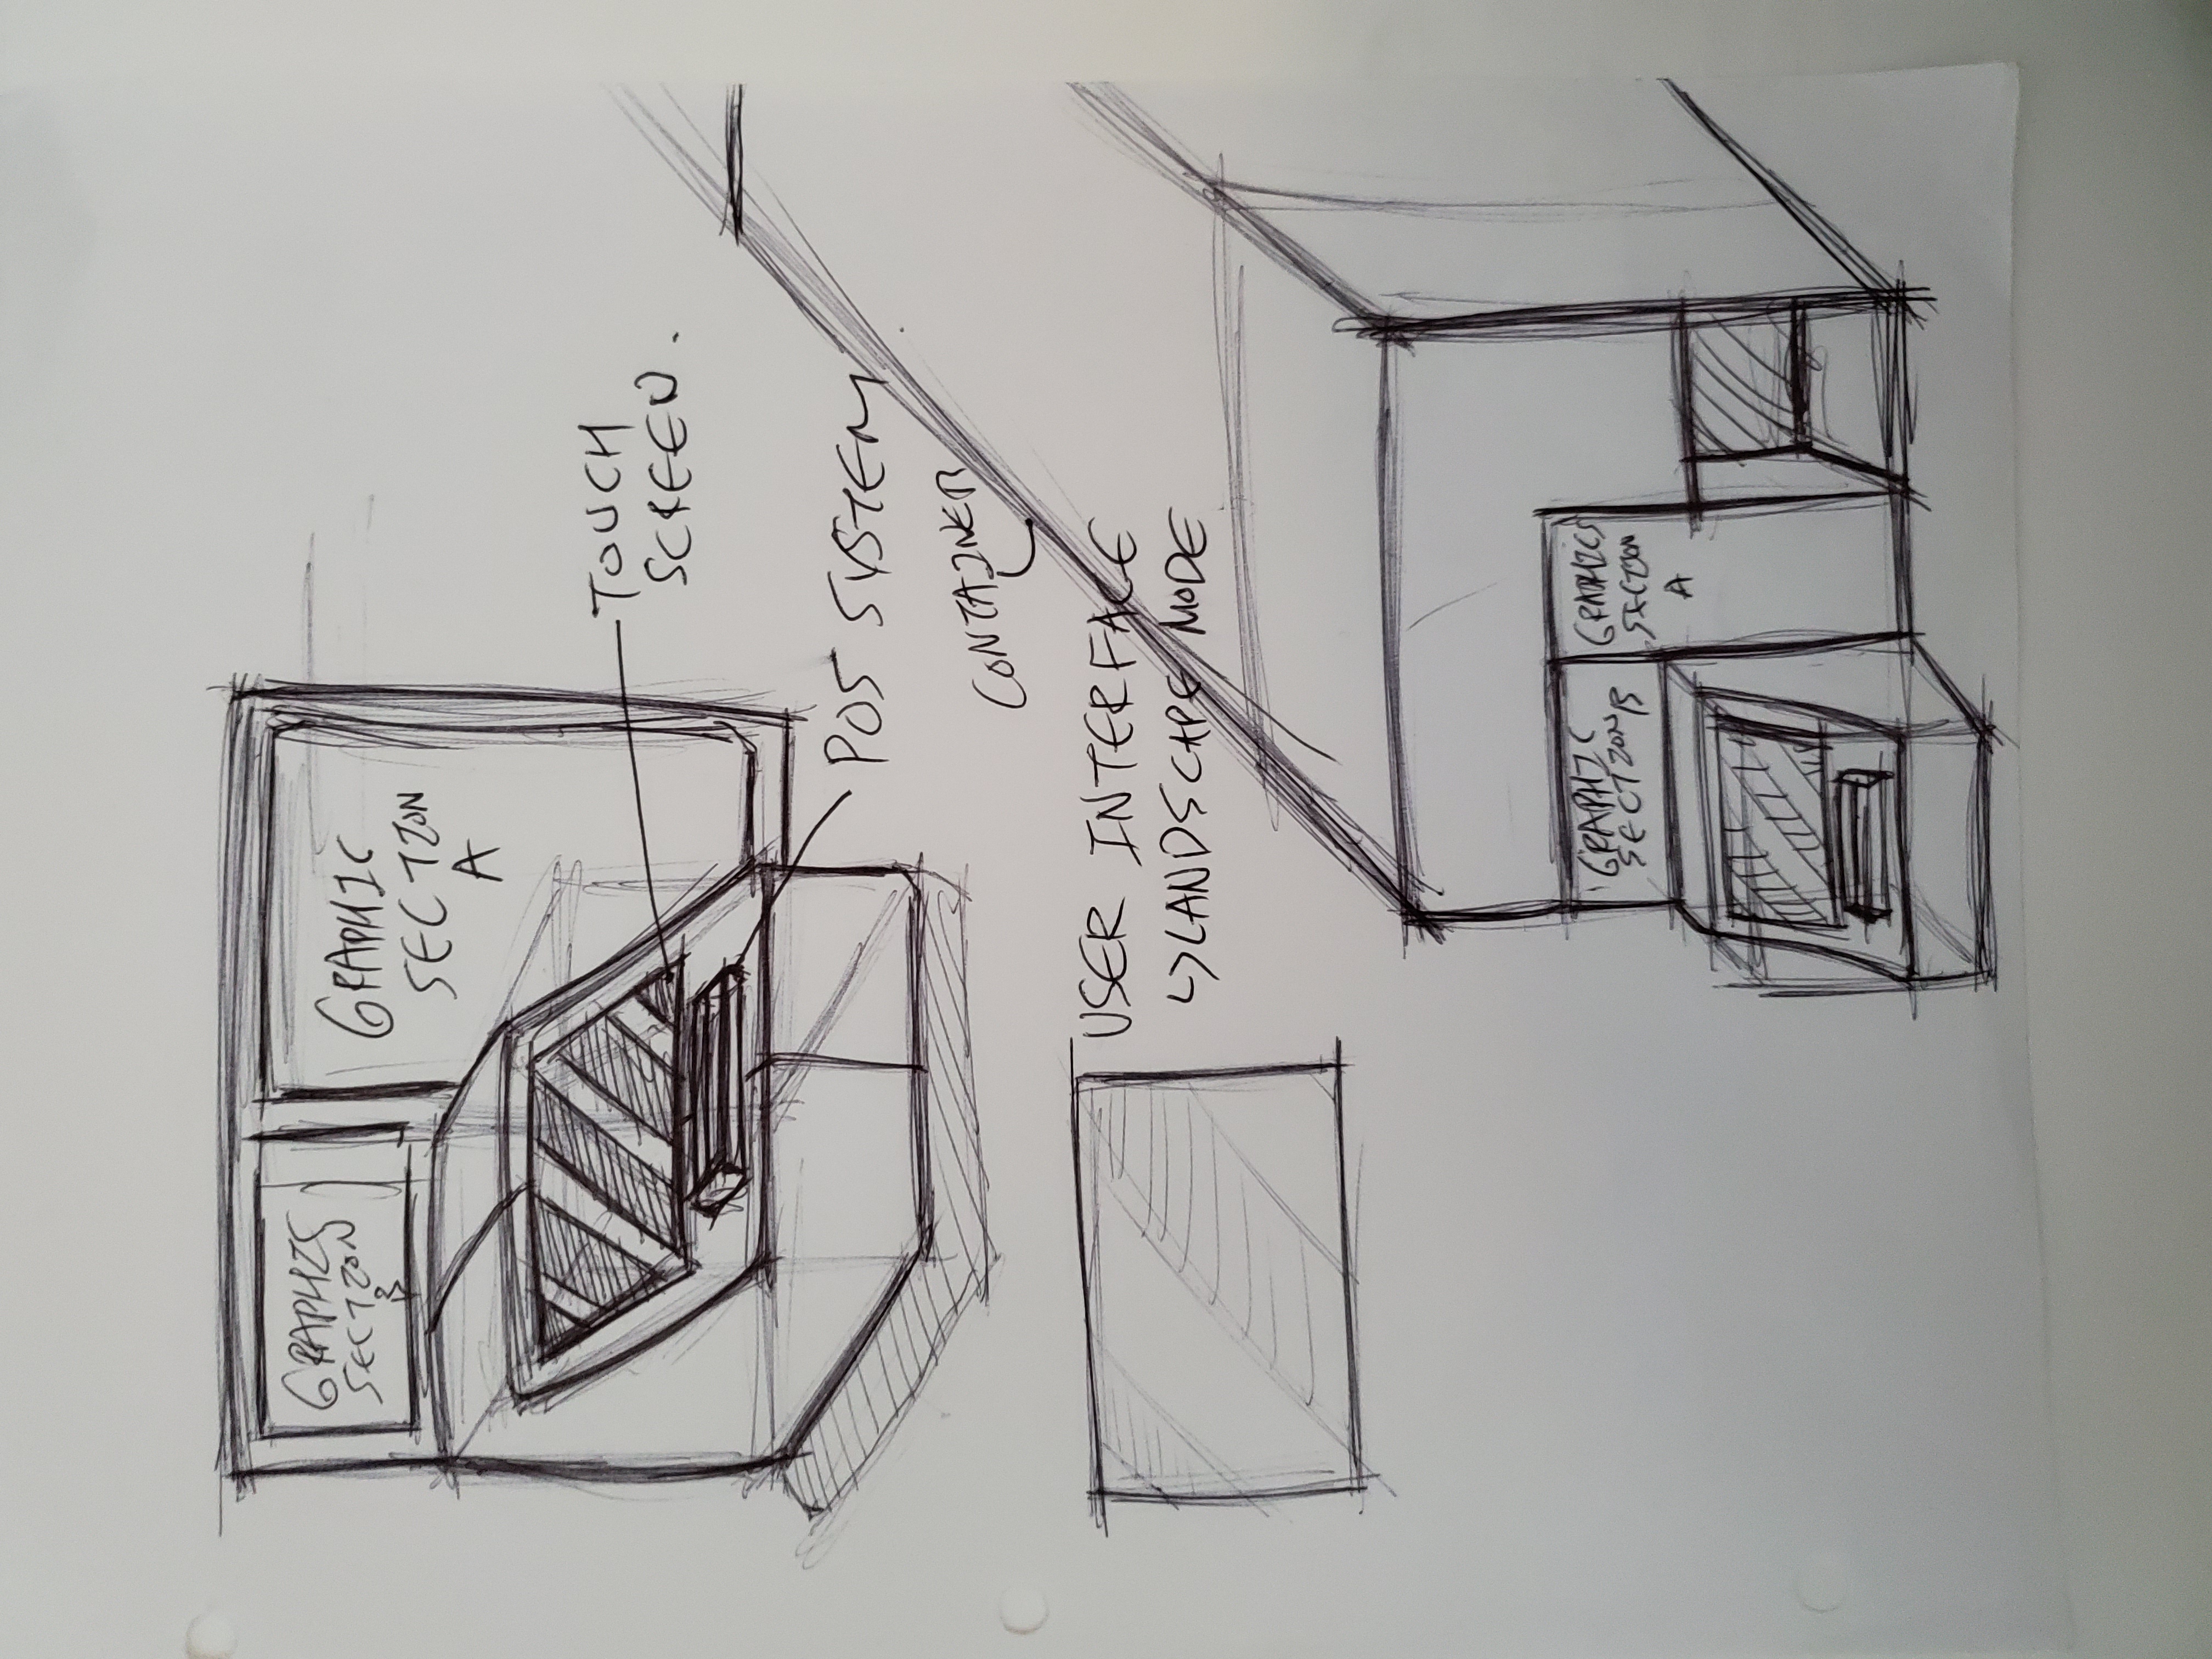 GRAPHICS
SECTION
B
GRAPHIC
SECTION
A
TOUCH
SCREEN.
POS SYSTEM
CONTAINER
USER INTERFACE
↳LANDSCAPE MODE
GRAPHIC
SECTION B
GRAPHICS
SECTION
A